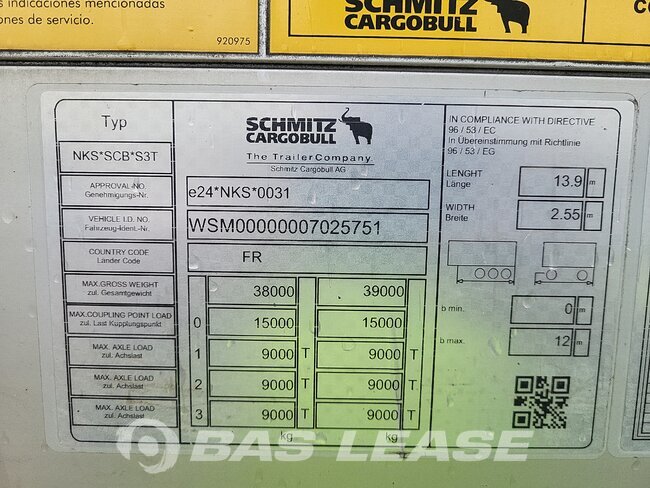 s indicaciones mencionadas
ones de servicio.
920975
SCHMITZ
CARGOBULL
CO
Typ
NKS*SCB*S3T
APPROVAL-NO.
Genehmigungs-Nr.
VEHICLE I.D. NO.
Fahrzeug-Ident.-Nr.
COUNTRY CODE
Länder Code
MAX.GROSS WEIGHT
zul. Gesamtgewicht
MAX.COUPLING POINT LOAD
zul. Last Kupplungspunkt
MAX. AXLE LOAD
zul. Achslast
MAX. AXLE LOAD
zul. Achslast
MAX. AXLE LOAD
zul. Achslast
SCHMITZ
CARGOBULL
The TrailerCompany.
Schmitz Cargobull AG
e24*NKS*0031
WSM00000007025751
FR
38000 39000
0 15000 15000
1 9000 T 9000 T
2 9000 T 9000 T
3 9000 T 9000 T
kg kg
IN COMPLIANCE WITH DIRECTIVE
96 / 53 / EC
In Übereinstimmung mit Richtlinie
96 / 53 / EG
LENGHT
Länge
13.9 m
WIDTH
Breite
2.55 m
b min. 0 m
b max. 12 m
BAS LEASE